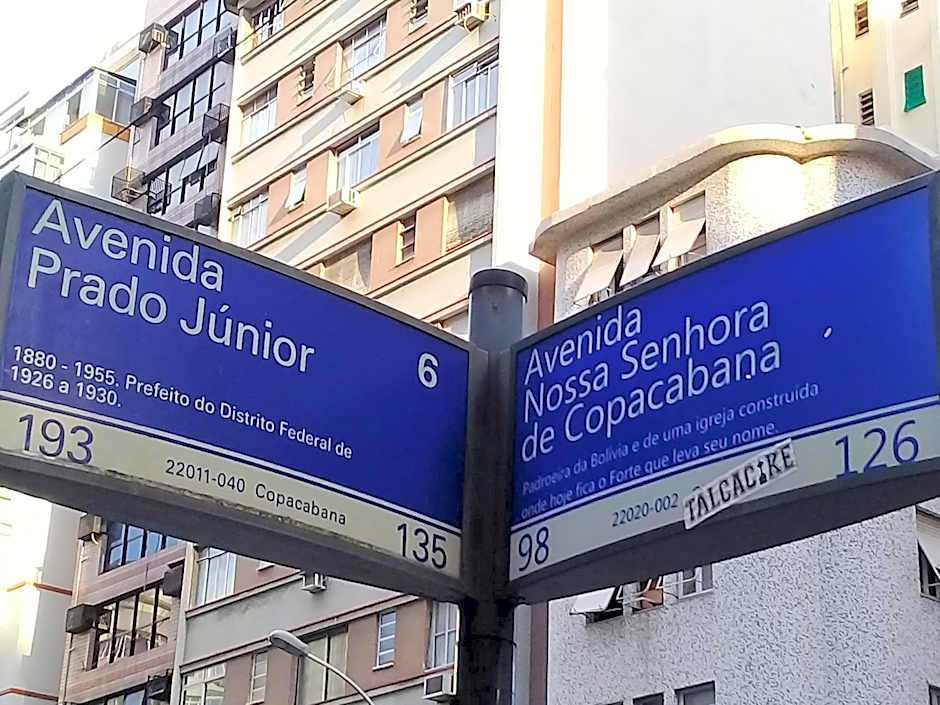 Avenida
Prado Júnior
6
1880 - 1955. Prefeito do Distrito Federal de
1926 a 1930.
193
22011-040 Copacabana
135
Avenida
Nossa Senhora
de Copacabana
Padroeira da Bolívia e de uma igreja construída
onde hoje fica o Forte que leva seu nome.
98
22020-002
TALCACIRE
126